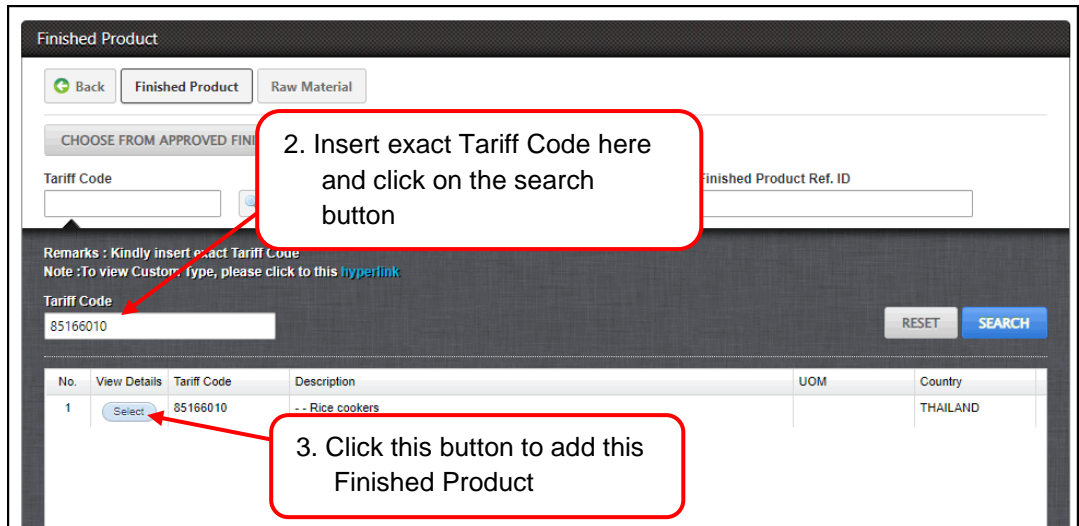 Finished Product
Back Finished Product Raw Material
CHOOSE FROM APPROVED
2. Insert exact Tariff Code here
and click on the search
button
Tariff Code
Finished Product Ref. ID
Remarks : Kindly insert exact Tariff Code
Note :To view Custom Type, please click to this hyperlink
Tariff Code
85166010
RESET SEARCH
No. View Details Tariff Code Description UOM Country
1 Select 85166010 - - Rice cookers THAILAND
3. Click this button to add this
Finished Product